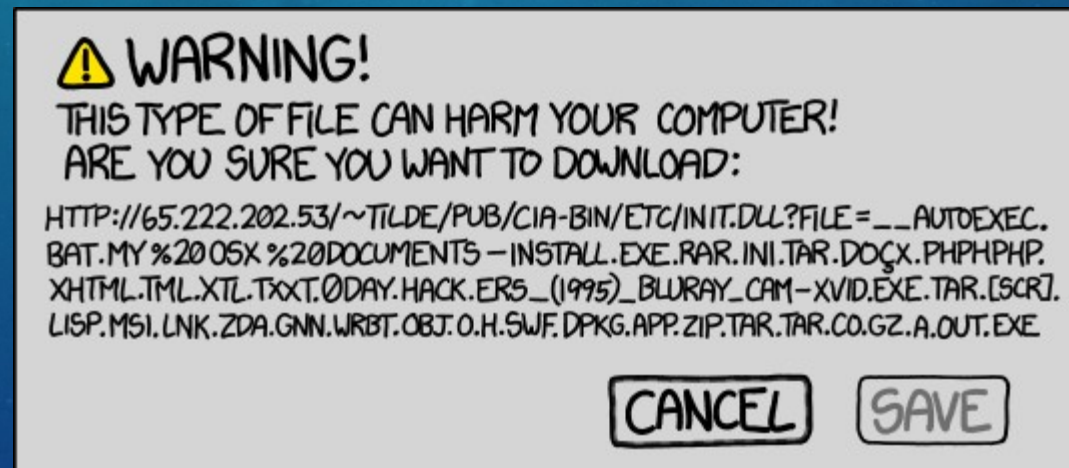 WARNING!
THIS TYPE OF FILE CAN HARM YOUR COMPUTER!
ARE YOU SURE YOU WANT TO DOWNLOAD:
HTTP://65.222.202.53/~TILDE/PUB/CIA-BIN/ETC/INIT.DLL?FILE=__AUTOEXEC.
BAT.MY%20OSX%20DOCUMENTS-INSTALL.EXE.RAR.INI.TAR.DOÇX.PHPHPHP.
XHTML.TML.XTL.TXXT.0DAY.HACK.ERS_(1995)_BLURAY_CAM-XVID.EXE.TAR.[SCR].
LISP.MSI.LNK.ZDA.GNN.WRBT.OBJ.O.H.SWF.DPKG.APP.ZIP.TAR.TAR.CO.GZ.A.OUT.EXE
CANCEL SAVE